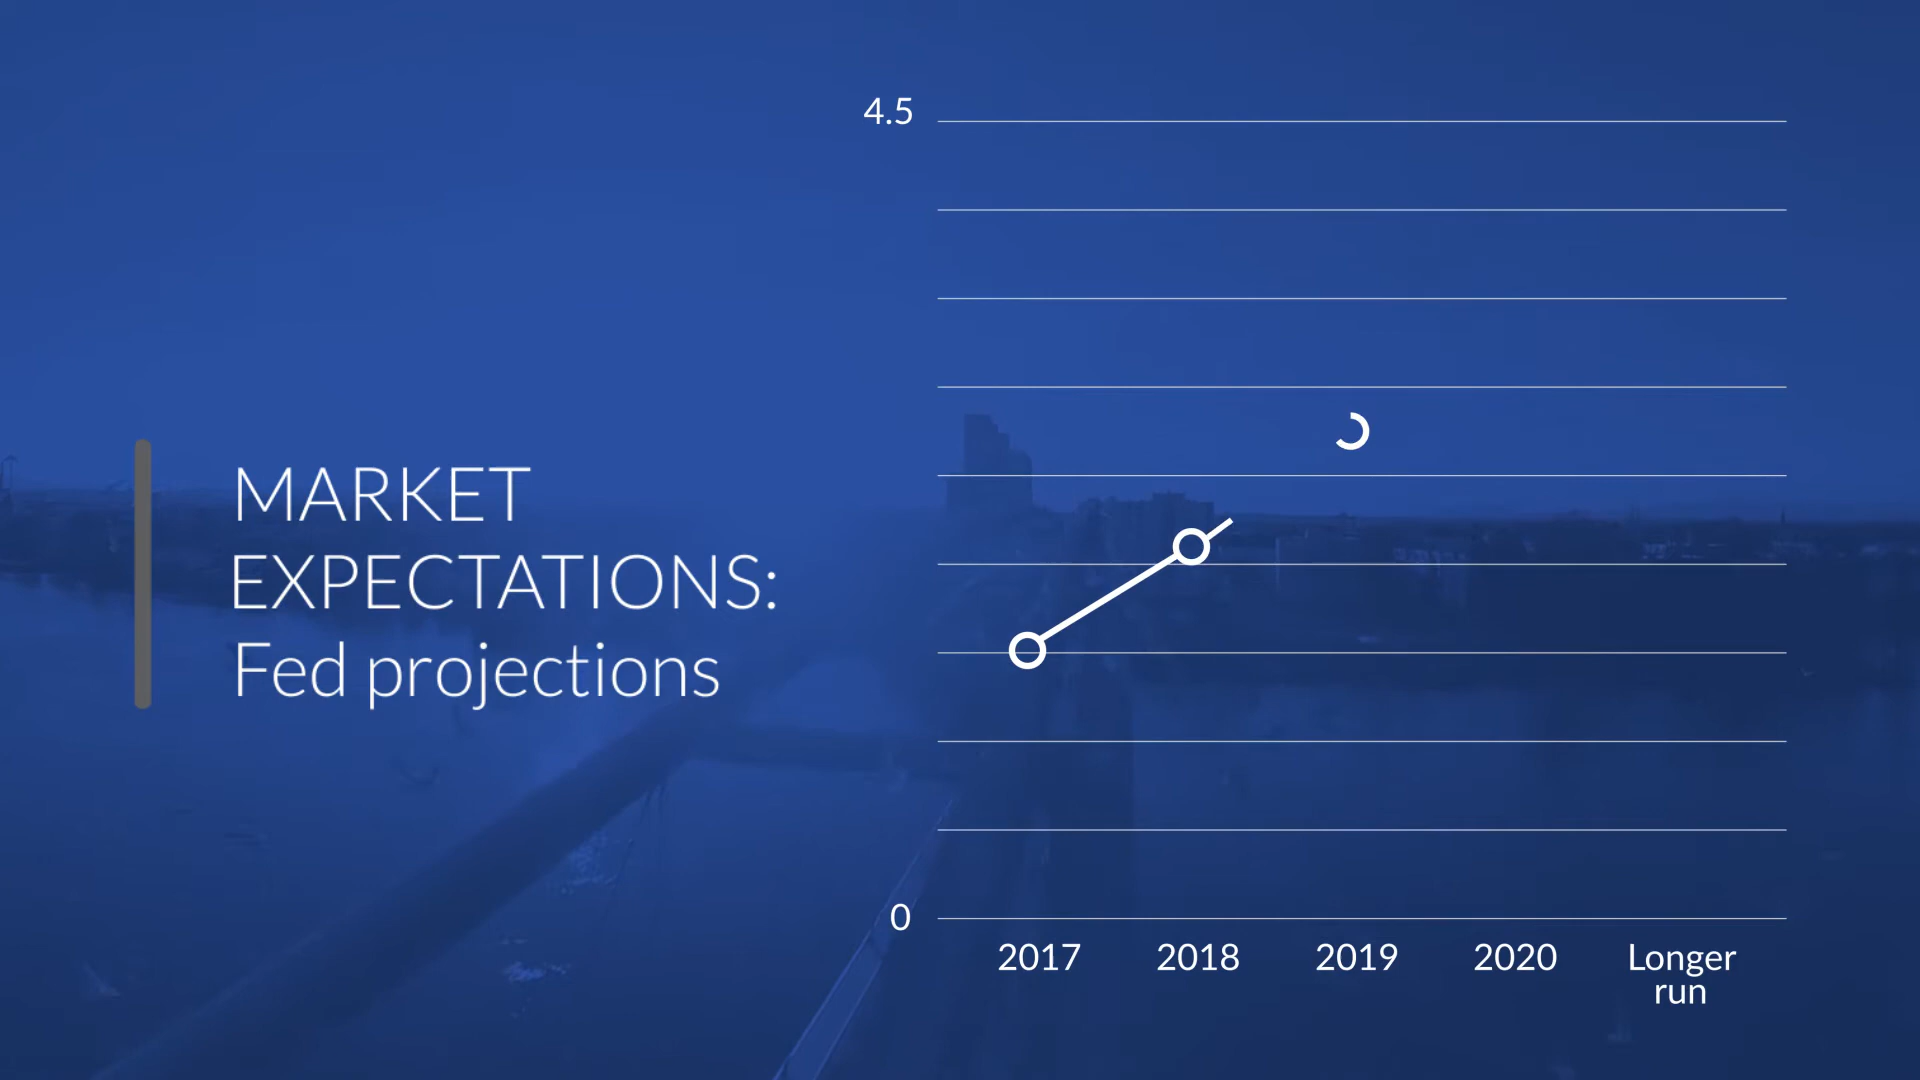 MARKET
EXPECTATIONS:
Fed projections
4.5
0
2017 2018 2019 2020 Longer
run